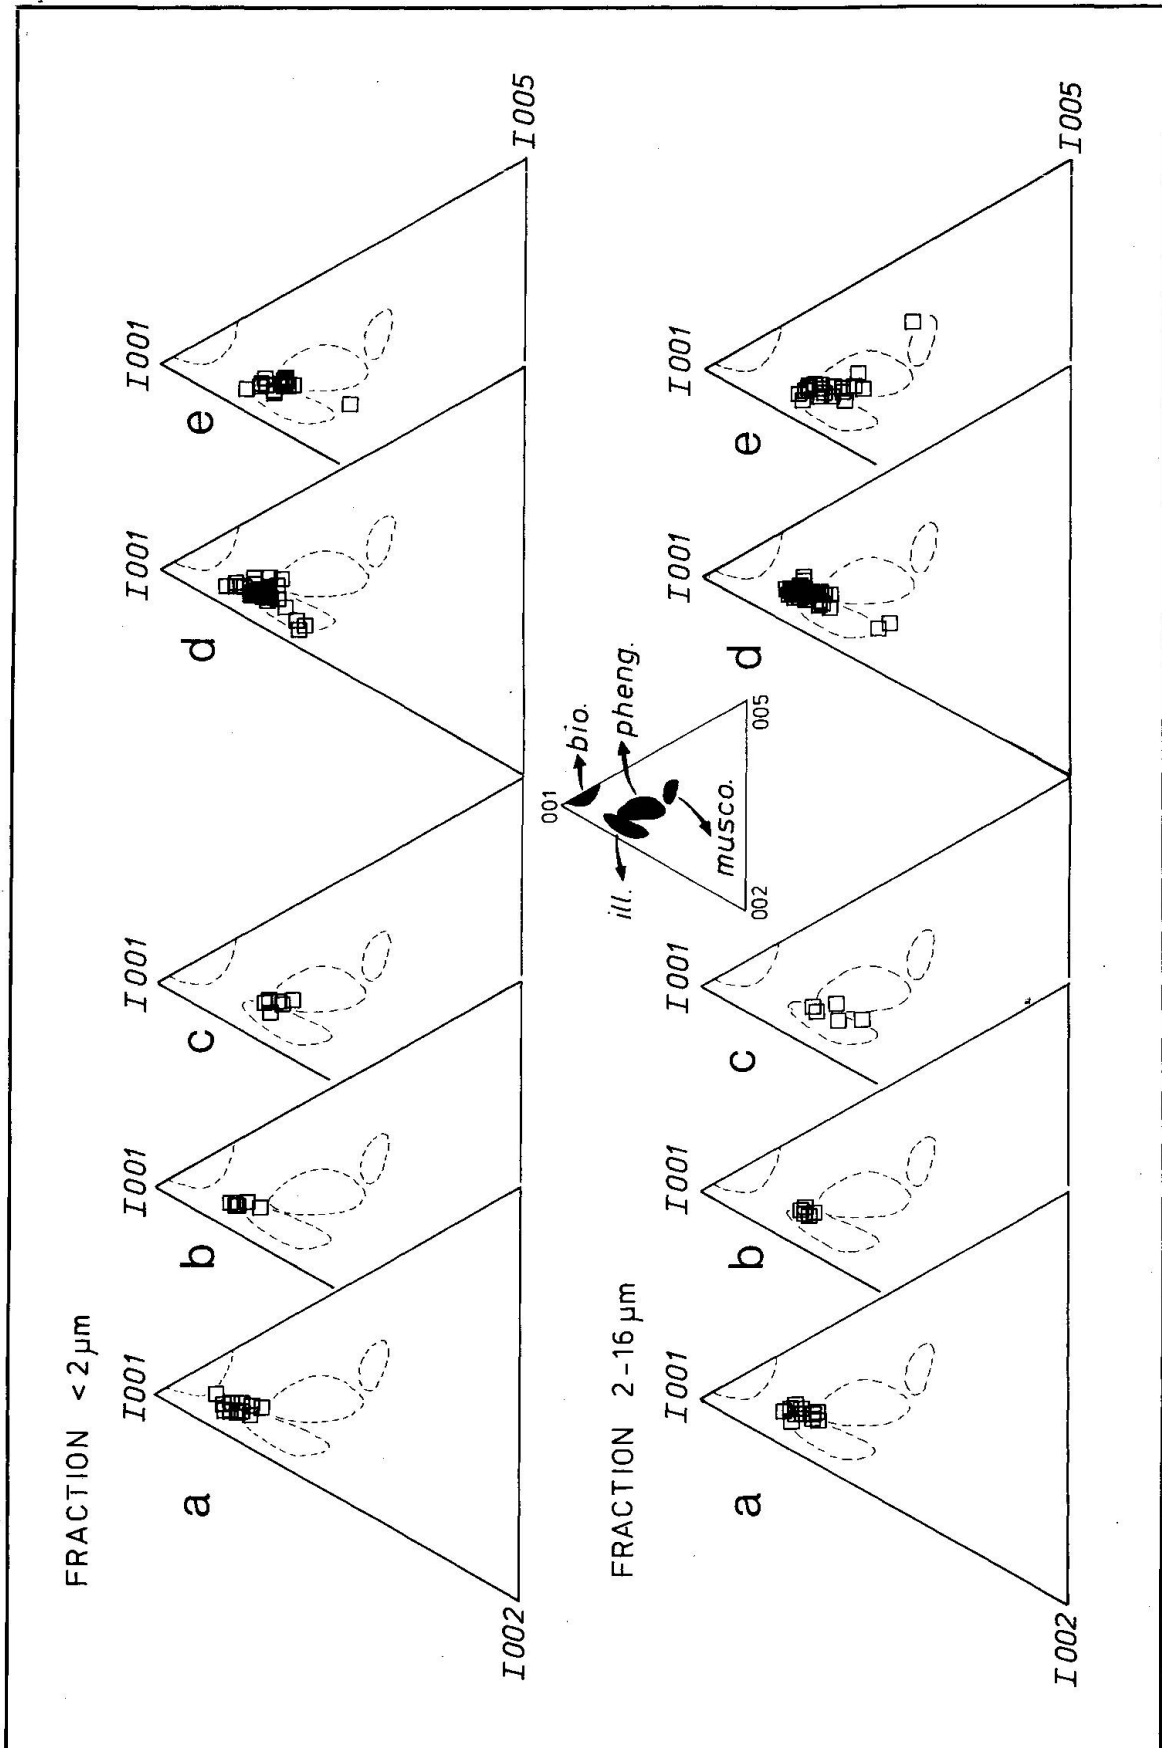 FRACTION <2 µm
I001 I001 I001 I001 I001
a b c d e
I002 I005
001
bio.
pheng.
ill.
musco.
002 005
FRACTION 2-16 µm
I001 I001 I001 I001 I001
a b c d e
I002 I005